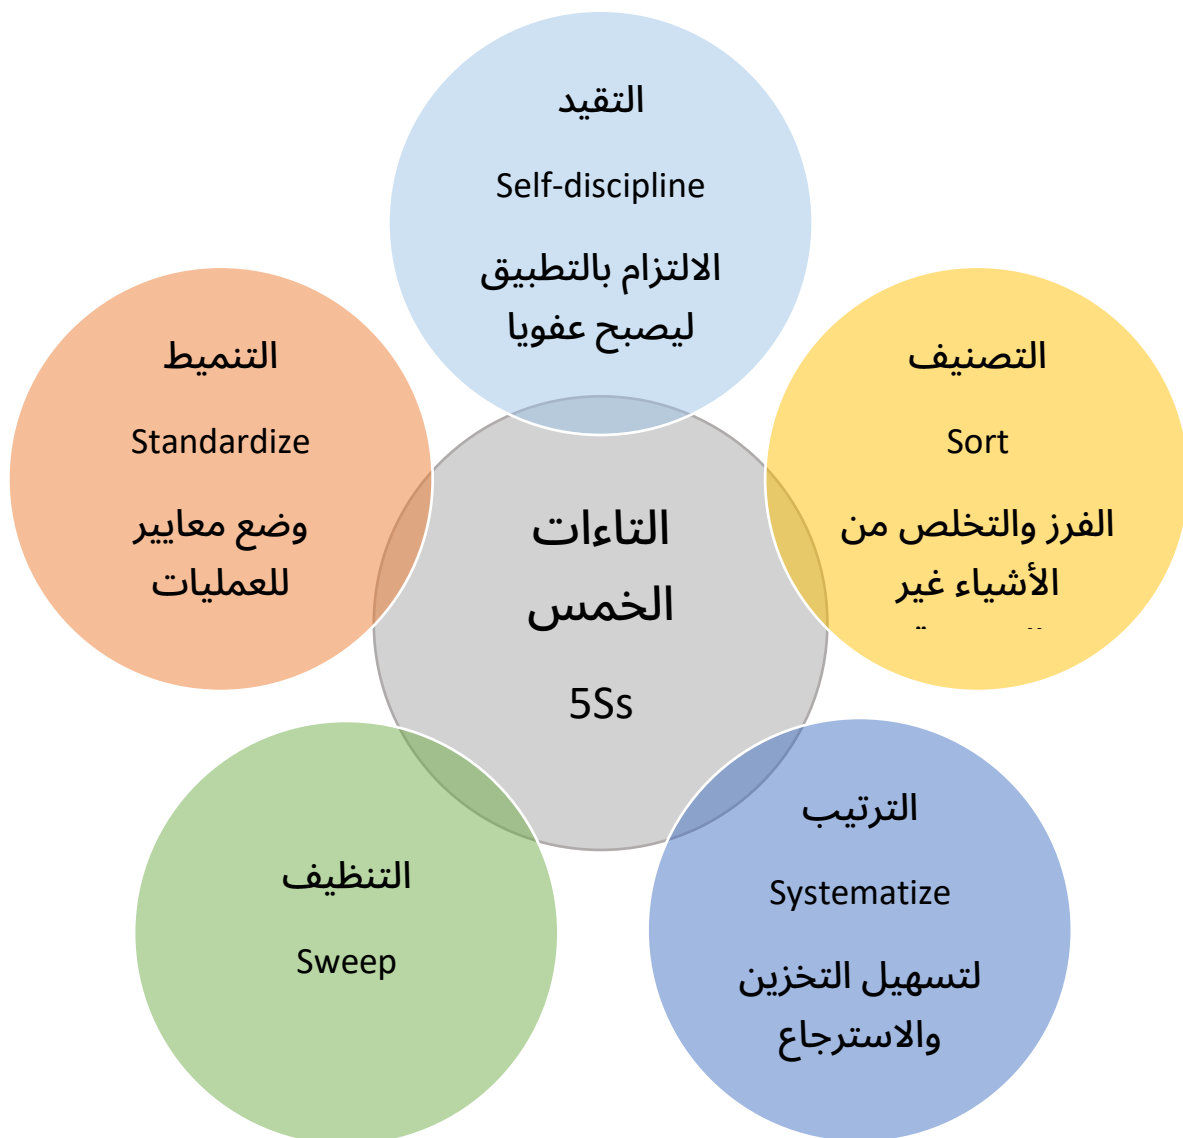 التقيد
Self-discipline
الالتزام بالتطبيق
ليصبح عفويا
التصنيف
Sort
الفرز والتخلص من
الأشياء غير
الترتيب
Systematize
لتسهيل التخزين
والاسترجاع
التنظيف
Sweep
التنميط
Standardize
وضع معايير
للعمليات
التاءات
الخمس
5Ss